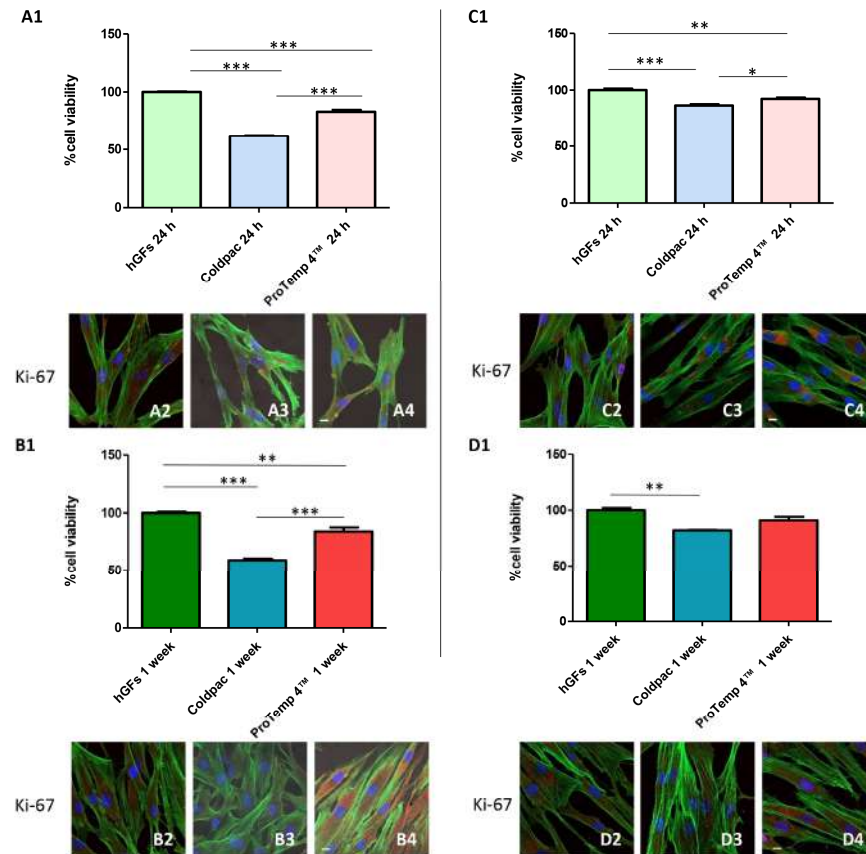 A1
150
100
50
0
%cell viability
***
***
***
hGFs 24 h
Coldpac 24 h
ProTemp 4™ 24 h
Ki-67
A2
A3
A4
B1
150
100
50
0
%cell viability
**
***
***
hGFs 1 week
Coldpac 1 week
ProTemp 4™ 1 week
Ki-67
B2
B3
B4
C1
150
100
50
0
%cell viability
**
***
*
hGFs 24 h
Coldpac 24 h
ProTemp 4™ 24 h
Ki-67
C2
C3
C4
D1
150
100
50
0
%cell viability
**
hGFs 1 week
Coldpac 1 week
ProTemp 4™ 1 week
Ki-67
D2
D3
D4